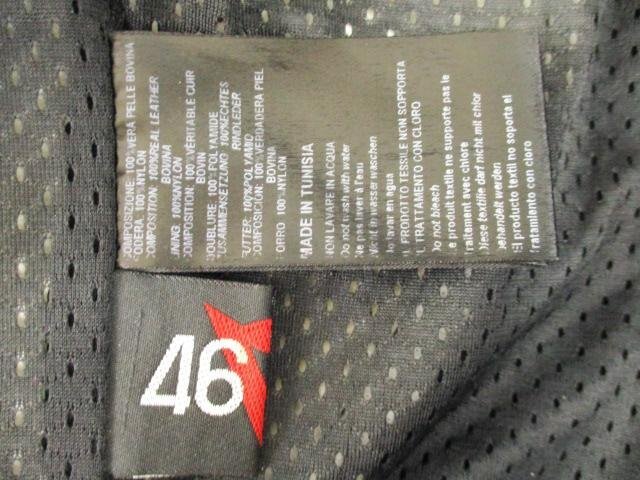 COMPOSIZIONE: 100% VERA PELLE BOVINA
FODERA: 100% NYLON
COMPOSITION: 100%REAL LEATHER
BOVINA
LINING: 100%NYLON
COMPOSITION: 100% VERITABLE CUIR
BOVIN
DOUBLURE: 100% POLYAMIDE
ZUSAMMENSETZUNG: 100%ECHTES
RINDLEDER
FUTTER: 100%POLYAMID
COMPOSICIÓN: 100%VERDADERA PIEL
BOVINA
FORRO 100% NYLON
MADE IN TUNISIA
NON LAVARE IN ACQUA
Do not wash with water
Ne pas laver à l'eau
Nicht in wasser waschen
No lavar en agua
IL PRODOTTO TESSILE NON SOPPORTA
IL TRATTAMENTO CON CLORO
Do not bleach
Le produit textile ne supporte pas le
traitement avec chlore
Diese textilie darf nicht mit chlor
behandelt werden
El producto textil no soporta el
tratamiento con cloro
46